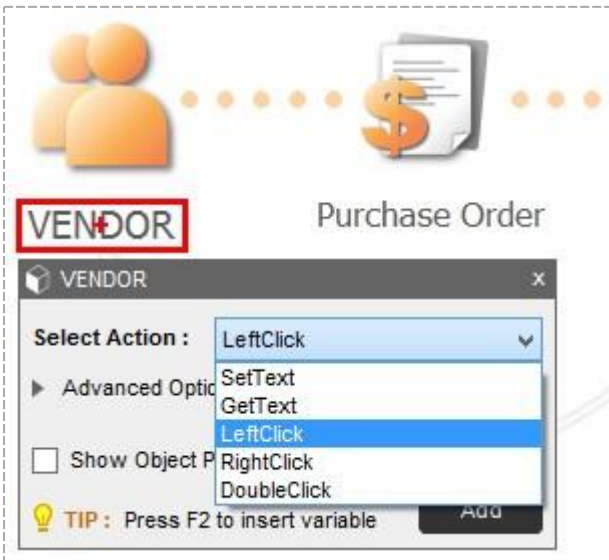 VENDOR
Purchase Order
VENDOR x
Select Action : LeftClick
Advanced Optio
SetText
GetText
LeftClick
Show Object P
RightClick
DoubleClick
TIP : Press F2 to insert variable
Add